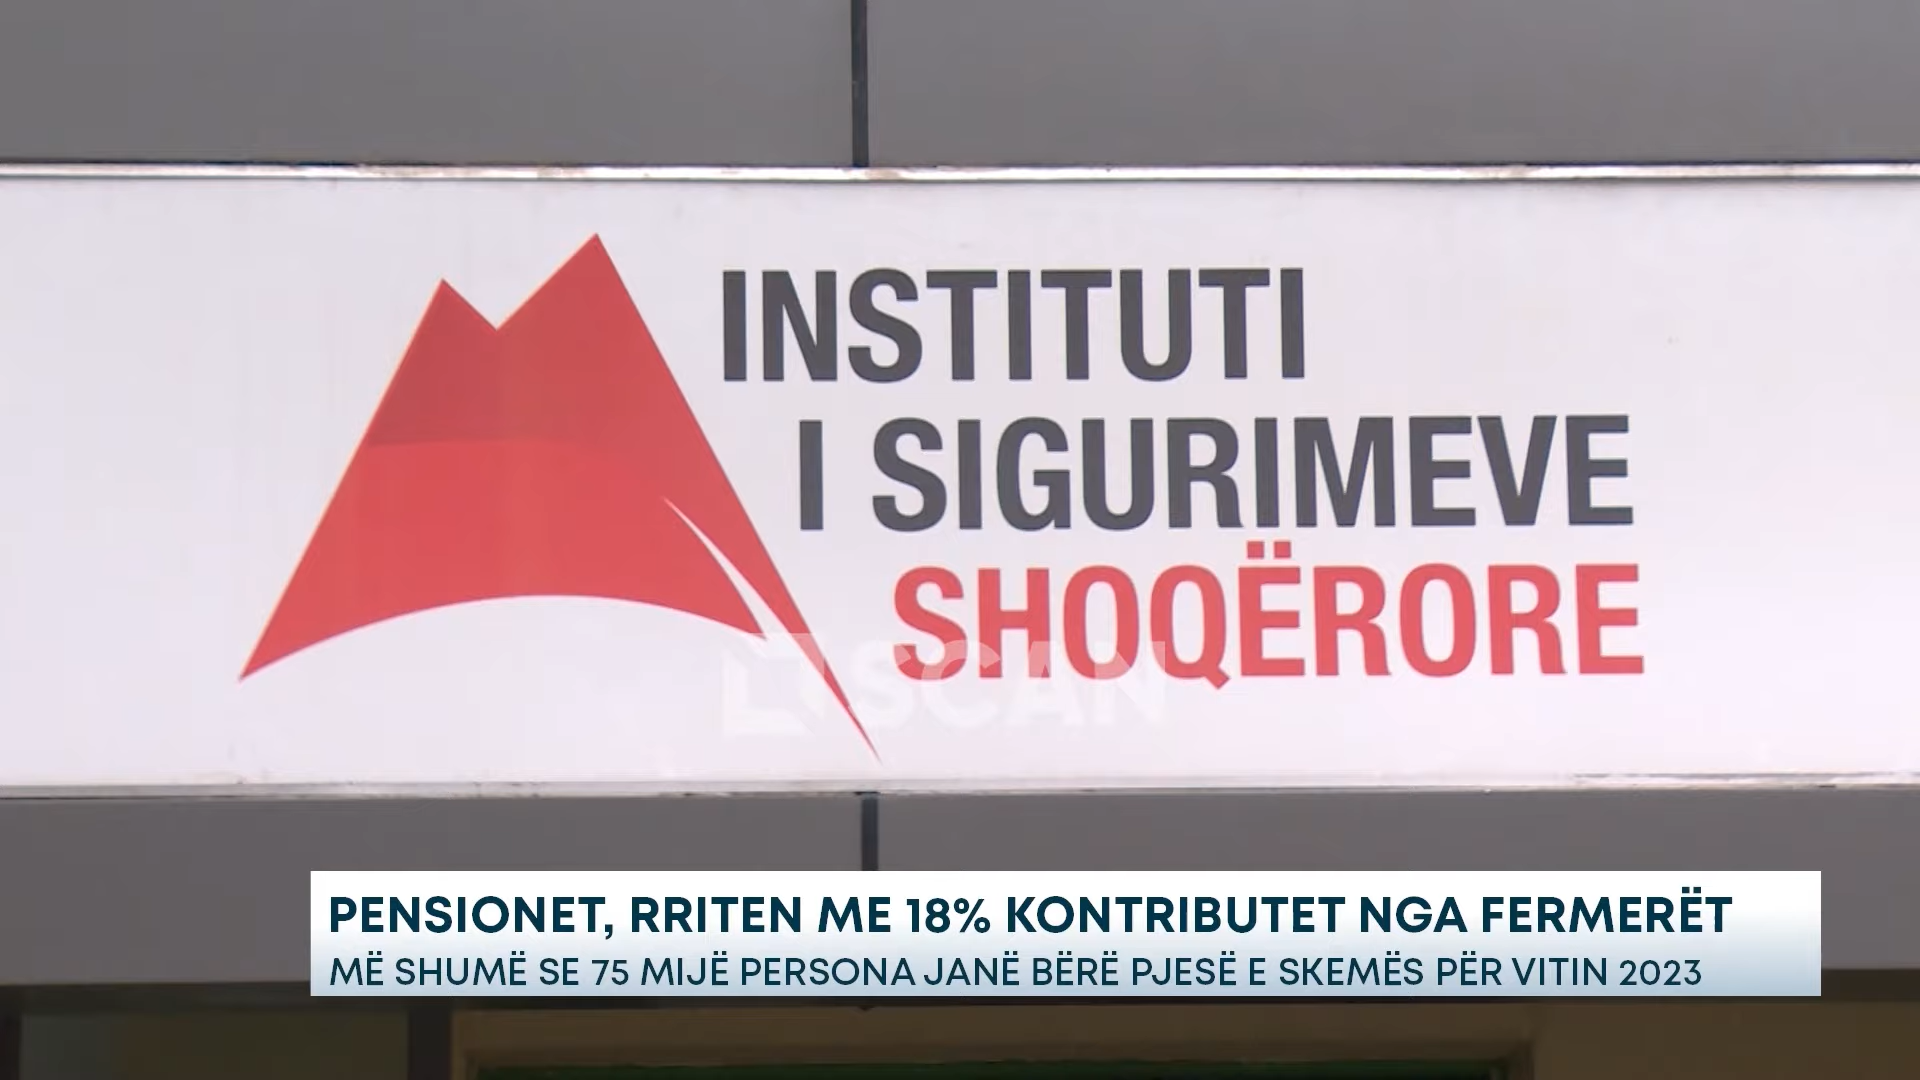 INSTITUTI
I SIGURIMEVE
SHOQËRORE
SCAN
PENSIONET, RRITEN ME 18% KONTRIBUTET NGA FERMERËT
MË SHUMË SE 75 MIJË PERSONA JANË BËRË PJESË E SKEMËS PËR VITIN 2023